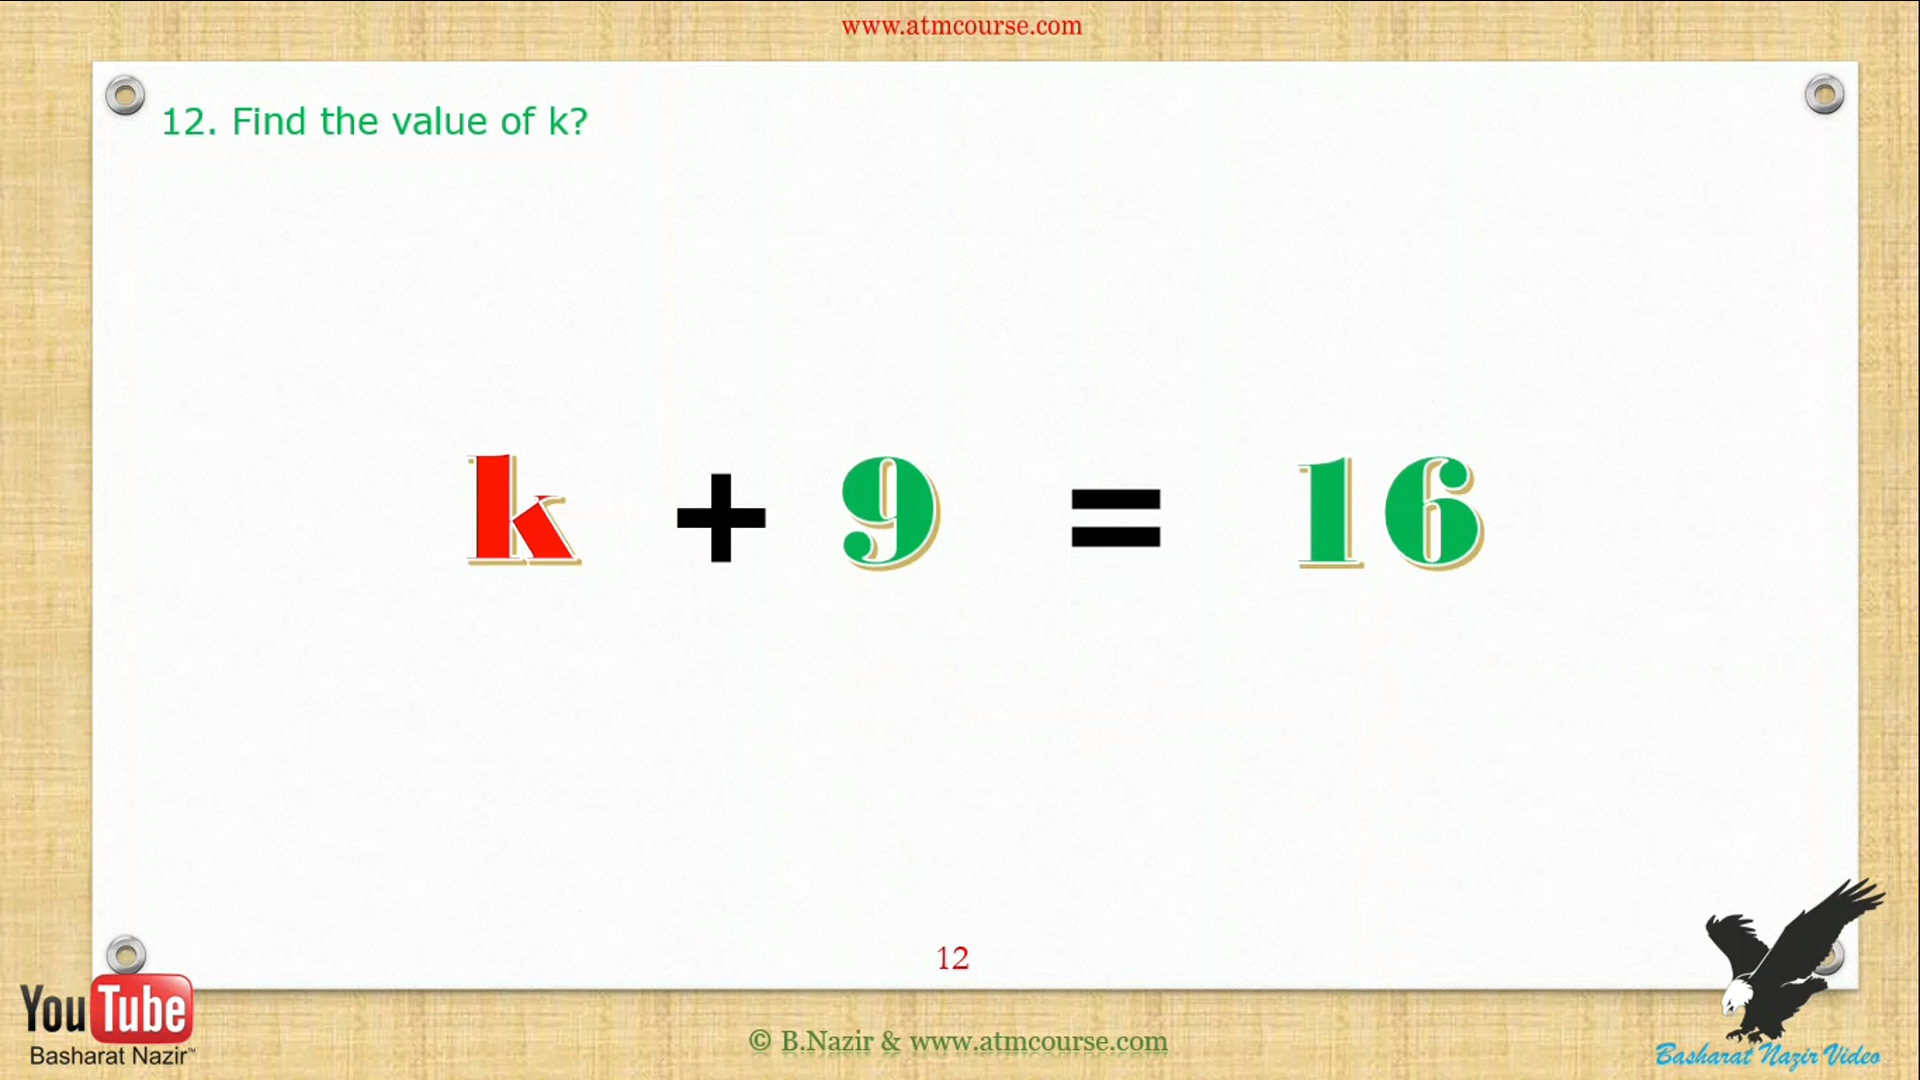 www.atmcourse.com
12. Find the value of k?
k + 9 = 16
12
YouTube
Basharat Nazir™
© B.Nazir & www.atmcourse.com
Basharat Nazir Video